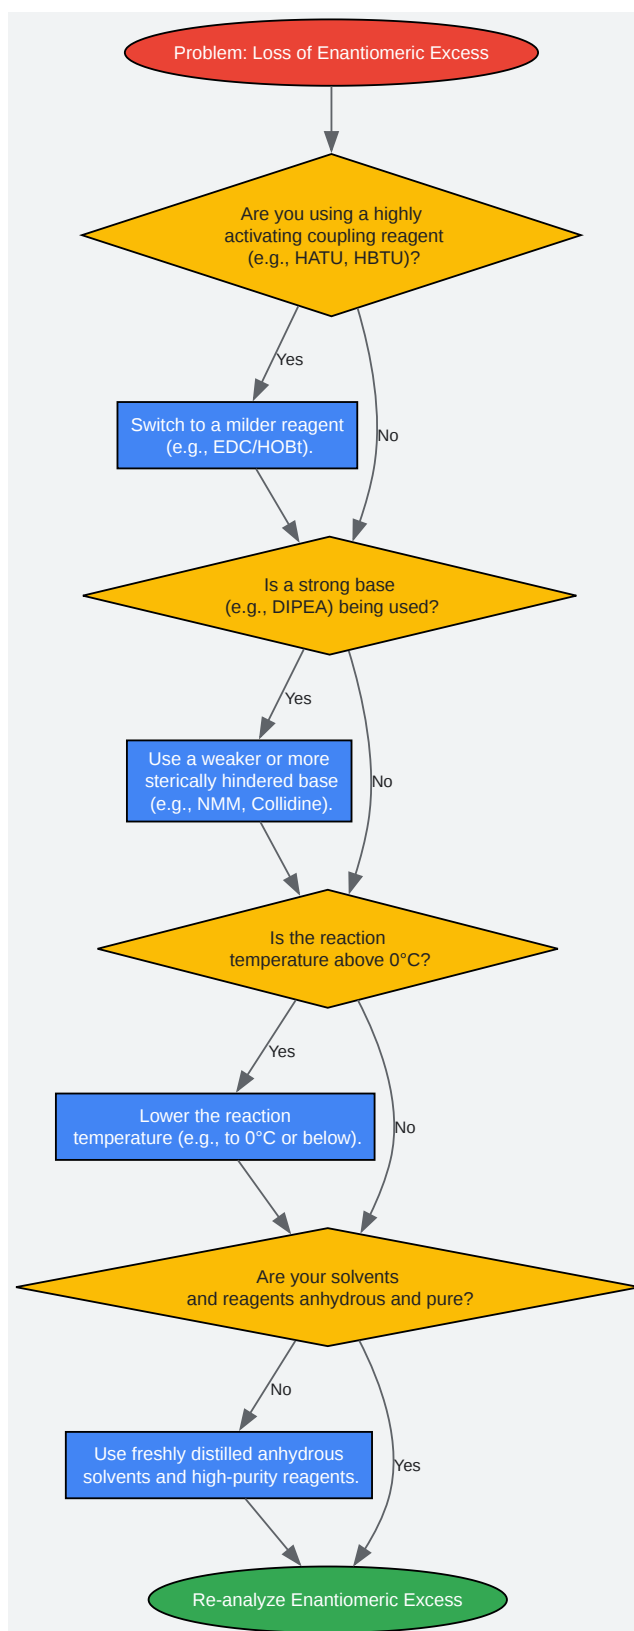 Problem: Loss of Enantiomeric Excess
Are you using a highly
activating coupling reagent
(e.g., HATU, HBTU)?
Yes
No
Switch to a milder reagent
(e.g., EDC/HOBt).
Is a strong base
(e.g., DIPEA) being used?
Yes
No
Use a weaker or more
sterically hindered base
(e.g., NMM, Collidine).
Is the reaction
temperature above 0°C?
Yes
No
Lower the reaction
temperature (e.g., to 0°C or below).
Are your solvents
and reagents anhydrous and pure?
No
Yes
Use freshly distilled anhydrous
solvents and high-purity reagents.
Re-analyze Enantiomeric Excess